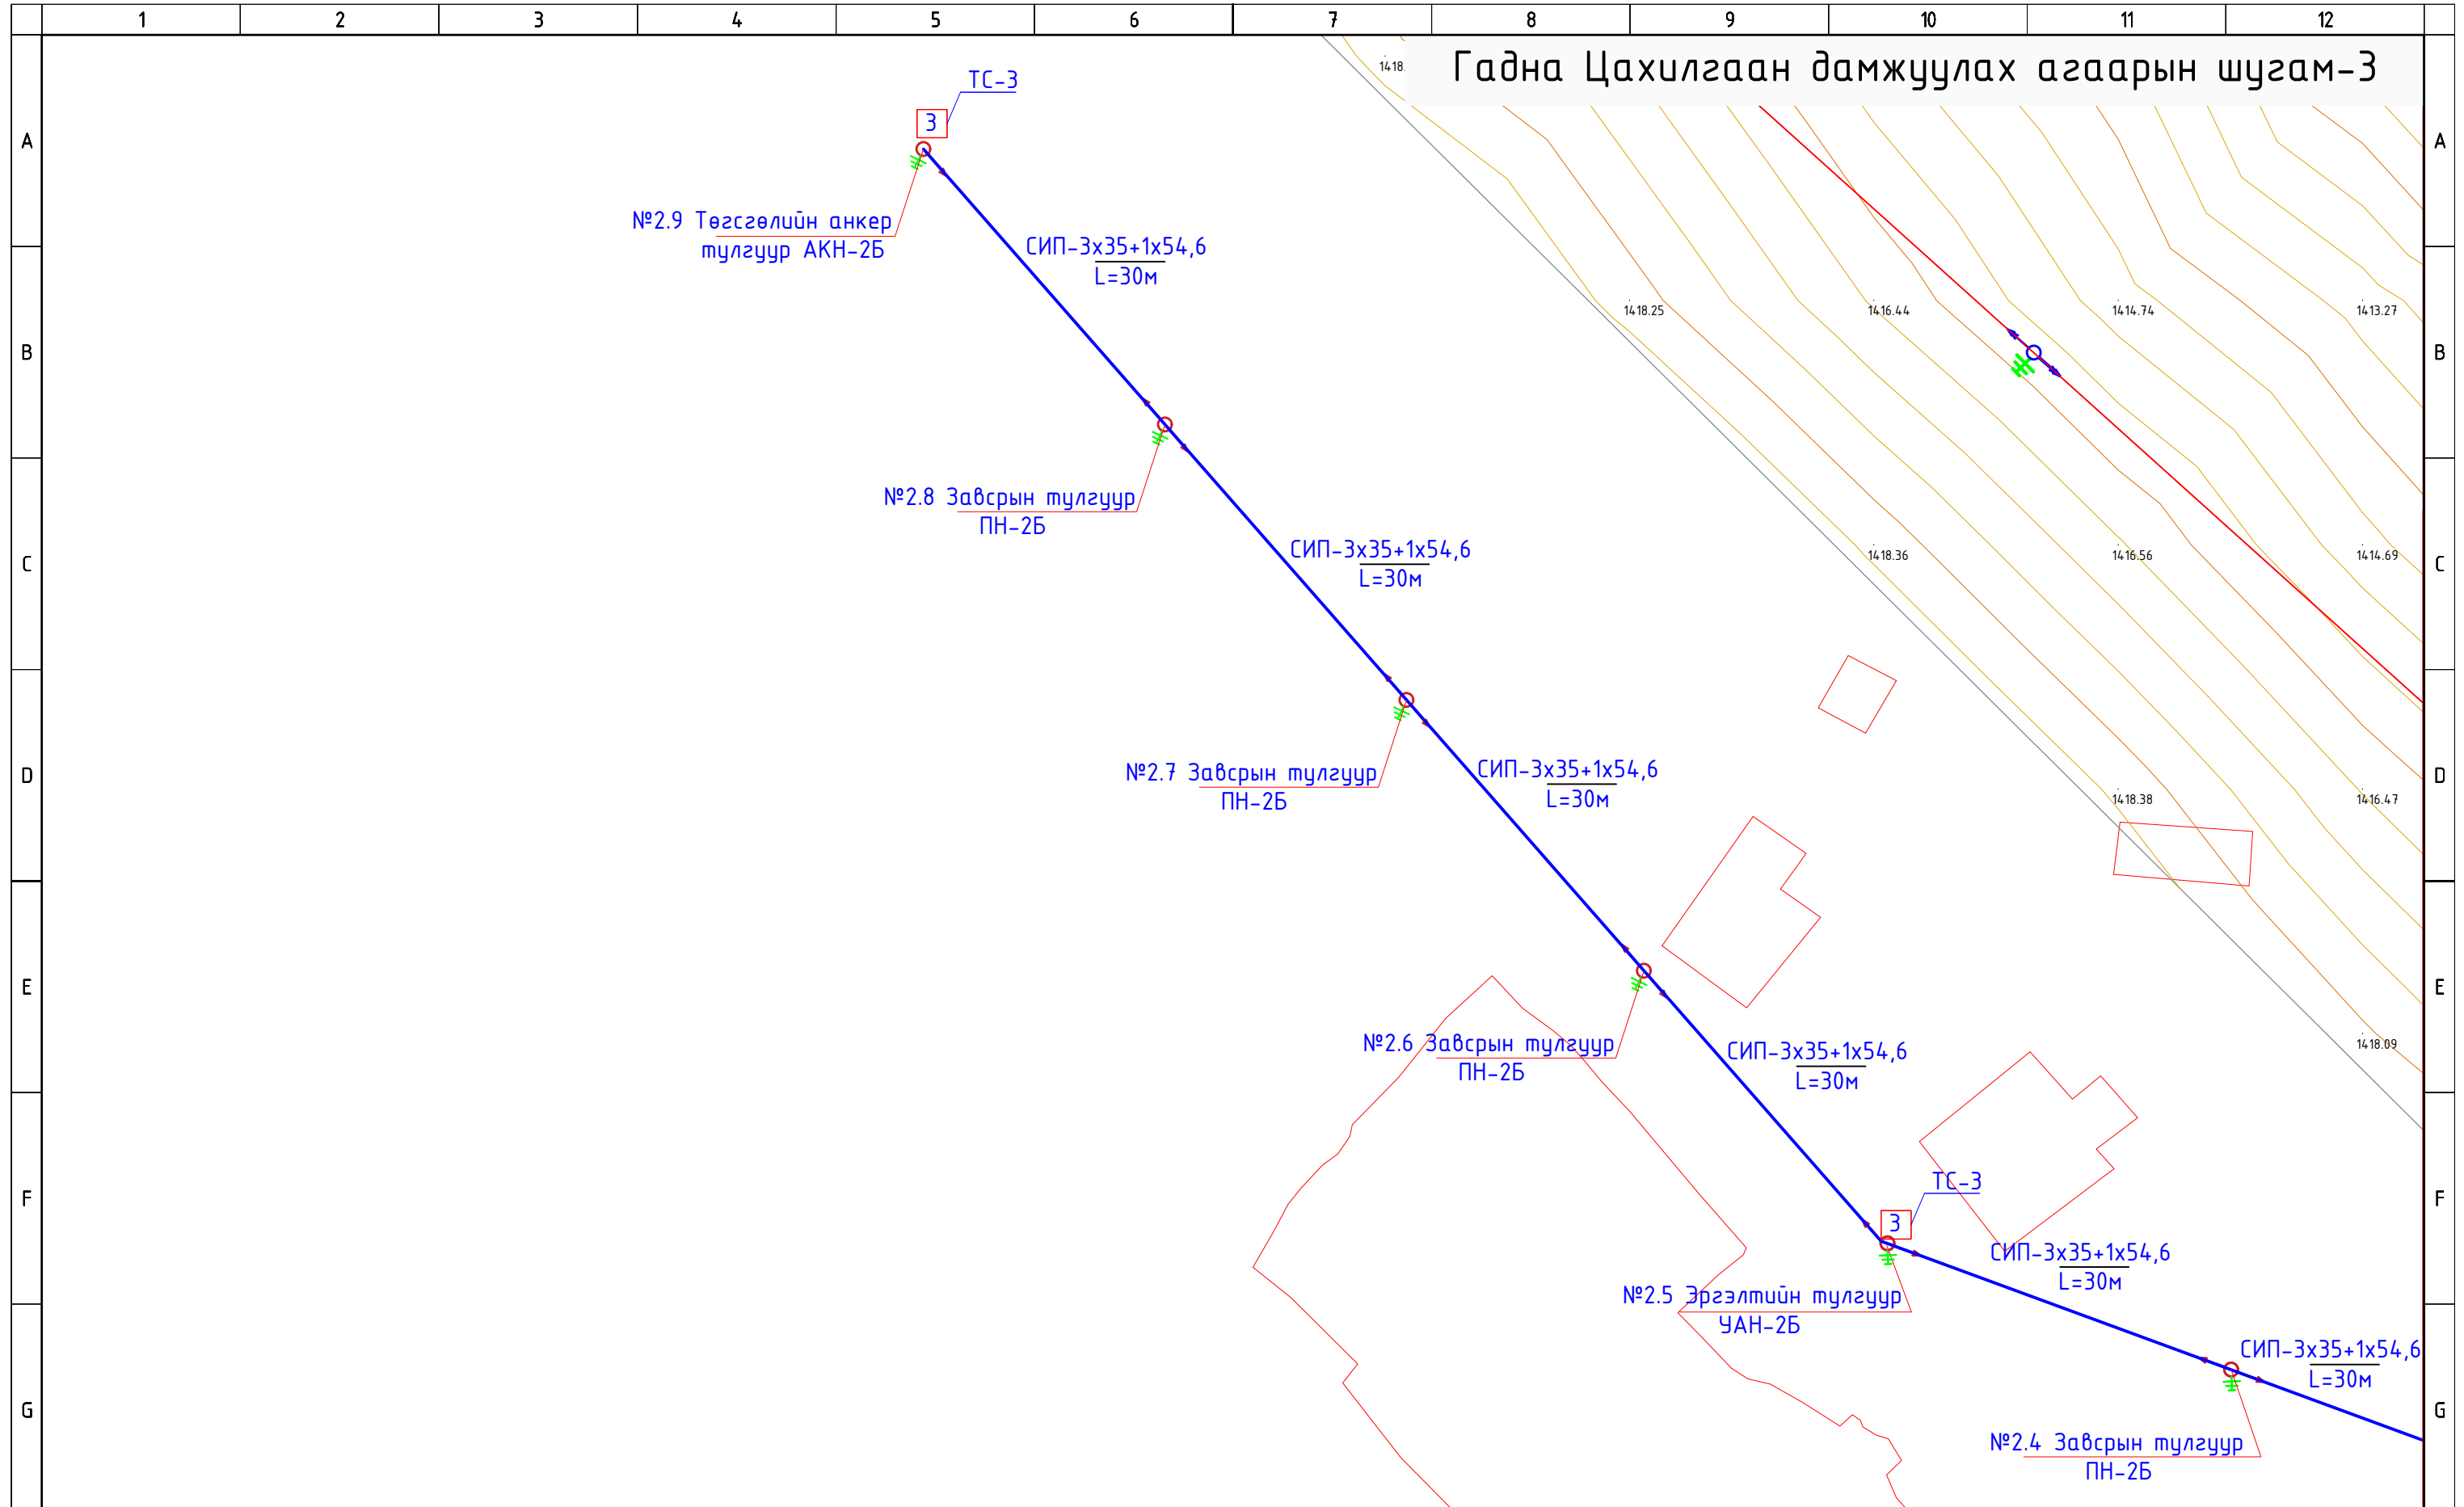 1 2 3 4 5 6 7 8 9 10 11 12
Гадна Цахилгаан дамжуулах агаарын шугам-3
1418.
ТС-3
3
A A
№2.9 Төгсгөлийн анкер
тулгуур АКН-2Б
СИП-3х35+1х54,6
L=30м
1418.25 1416.44 1414.74 1413.27
B B
№2.8 Завсрын тулгуур
ПН-2Б
СИП-3х35+1х54,6
L=30м
1418.36 1416.56 1414.69
C C
№2.7 Завсрын тулгуур
ПН-2Б
СИП-3х35+1х54,6
L=30м
1418.38 1416.47
D D
E E
№2.6 Завсрын тулгуур
ПН-2Б
СИП-3х35+1х54,6
L=30м
1418.09
ТС-3
3
F F
СИП-3х35+1х54,6
L=30м
№2.5 Эргэлтийн тулгуур
УАН-2Б
СИП-3х35+1х54,6
L=30м
G G
№2.4 Завсрын тулгуур
ПН-2Б